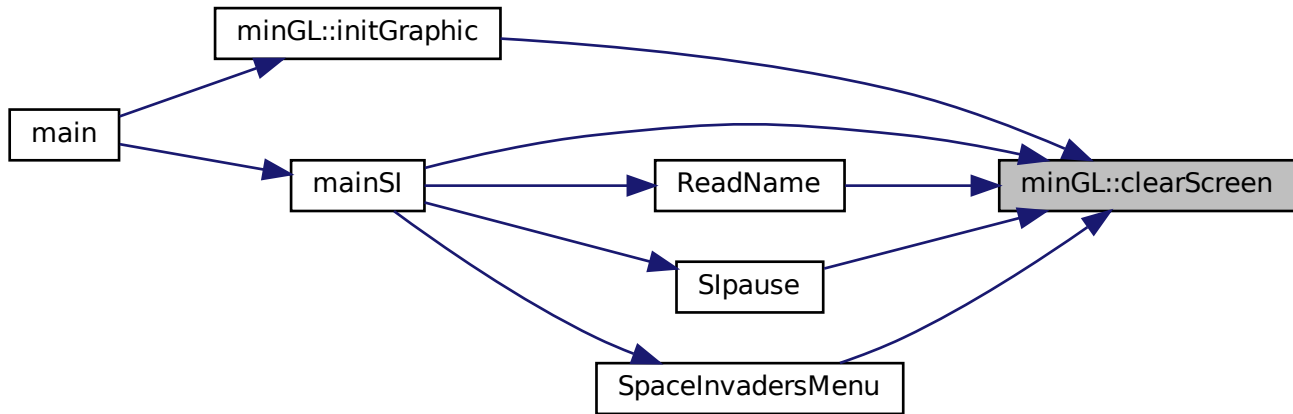 minGL::initGraphic
main
mainSI
ReadName
minGL::clearScreen
SIpause
SpaceInvadersMenu